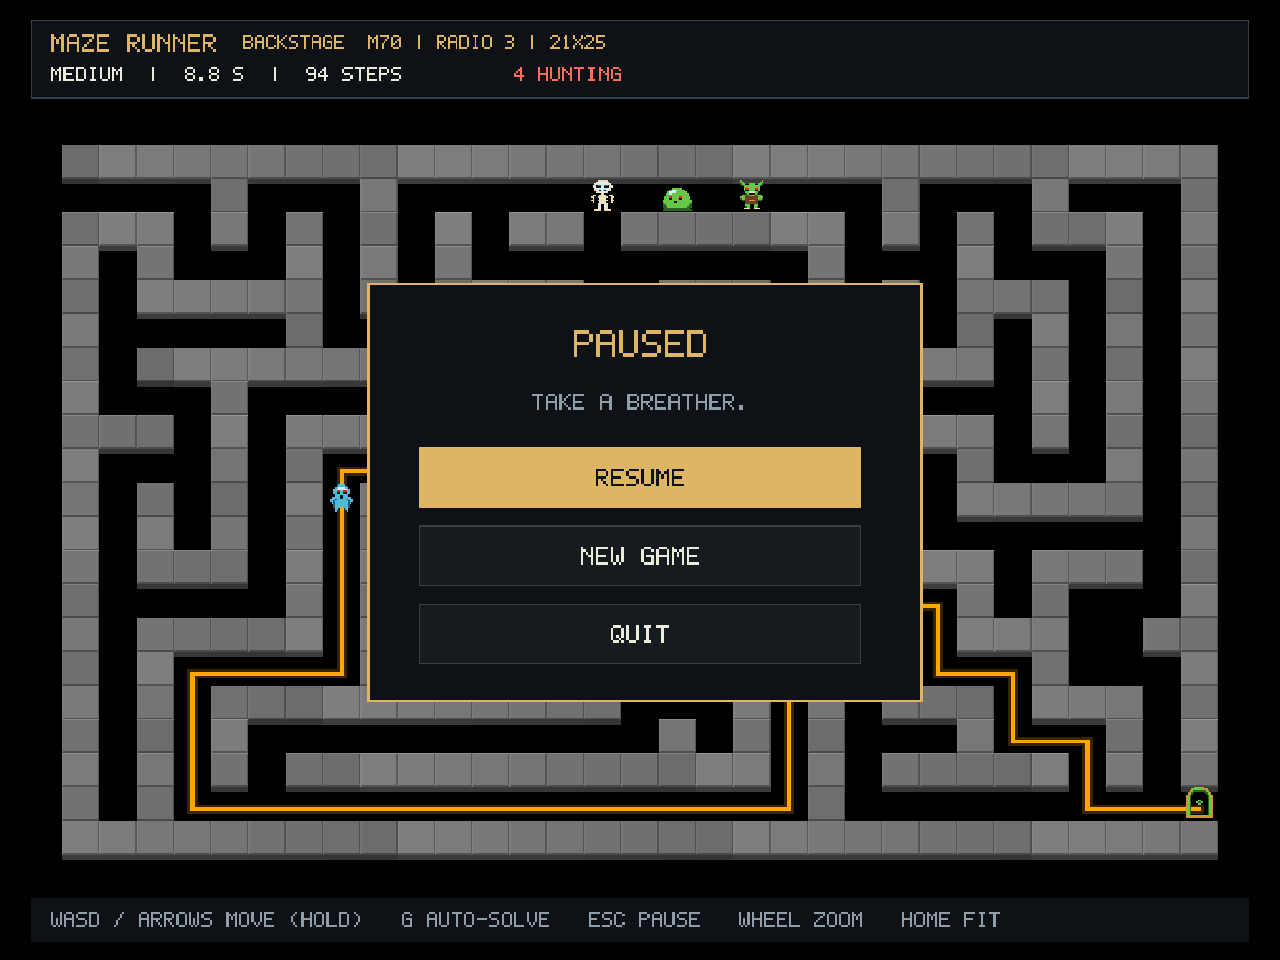 MAZE RUNNER BACKSTAGE M70 | RADIO 3 | 21X25
MEDIUM | 8.8 S | 94 STEPS 4 HUNTING
PAUSED
TAKE A BREATHER.
RESUME
NEW GAME
QUIT
WASD / ARROWS MOVE (HOLD) G AUTO-SOLVE ESC PAUSE WHEEL ZOOM HOME FIT